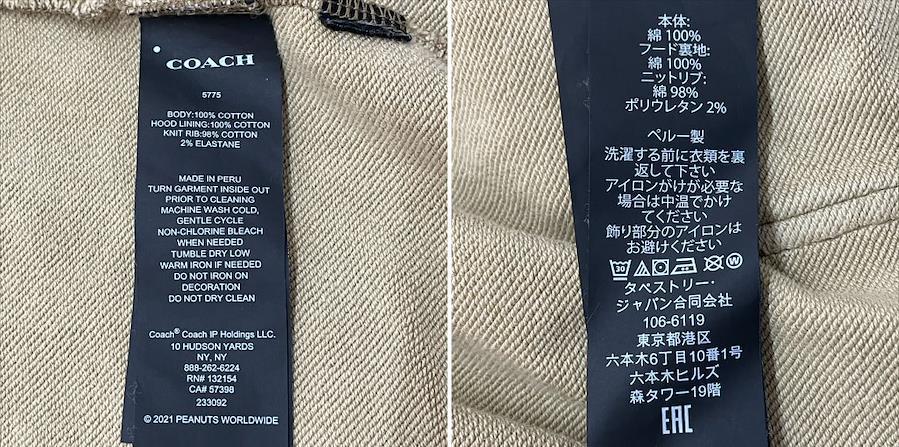 COACH
5775
BODY:100% COTTON
HOOD LINING:100% COTTON
KNIT RIB:98% COTTON
2% ELASTANE
MADE IN PERU
TURN GARMENT INSIDE OUT
PRIOR TO CLEANING
MACHINE WASH COLD,
GENTLE CYCLE
NON-CHLORINE BLEACH
WHEN NEEDED
TUMBLE DRY LOW
WARM IRON IF NEEDED
DO NOT IRON ON
DECORATION
DO NOT DRY CLEAN
Coach® Coach IP Holdings LLC.
10 HUDSON YARDS
NY, NY
888-262-6224
RN# 132154
CA# 57398
233092
© 2021 PEANUTS WORLDWIDE
本体:
綿 100%
フード裏地:
綿 100%
ニットリブ:
綿 98%
ポリウレタン 2%
ペルー製
洗濯する前に衣類を裏
返して下さい
アイロンがけが必要な
場合は中温でかけ
てください
飾り部分のアイロンは
お避けください
30 W
タペストリー・
ジャパン合同会社
106-6119
東京都港区
六本木6丁目10番1号
六本木ヒルズ
森タワー19階
EAC